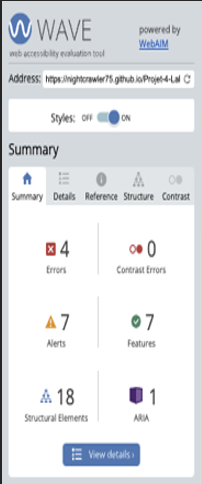 WAVE
powered by
WebAIM
web accessibility evaluation tool
Address: https://nightcrawler75.github.io/Projet-4-Lal
Styles: OFF ON
Summary
Summary Details Reference Structure Contrast
4 0
Errors Contrast Errors
7 7
Alerts Features
18 1
Structural Elements ARIA
View details ›